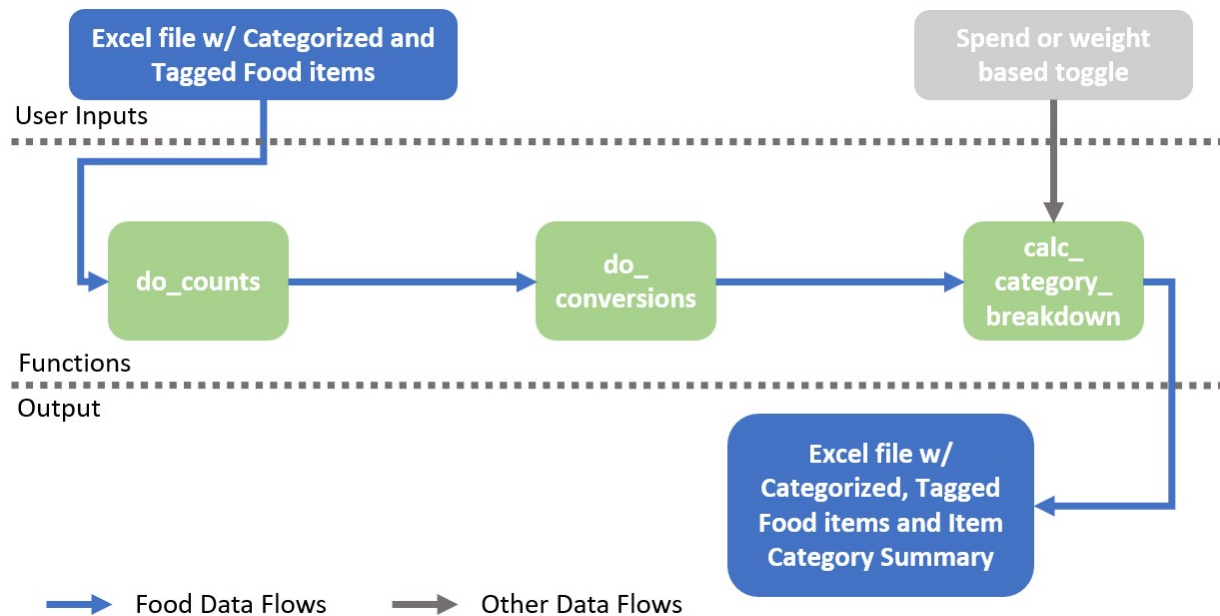 Excel file w/ Categorized and
Tagged Food items
Spend or weight
based toggle
User Inputs
do_counts
do_
conversions
calc_
category_
breakdown
Functions
Output
Excel file w/
Categorized, Tagged
Food items and Item
Category Summary
Food Data Flows
Other Data Flows